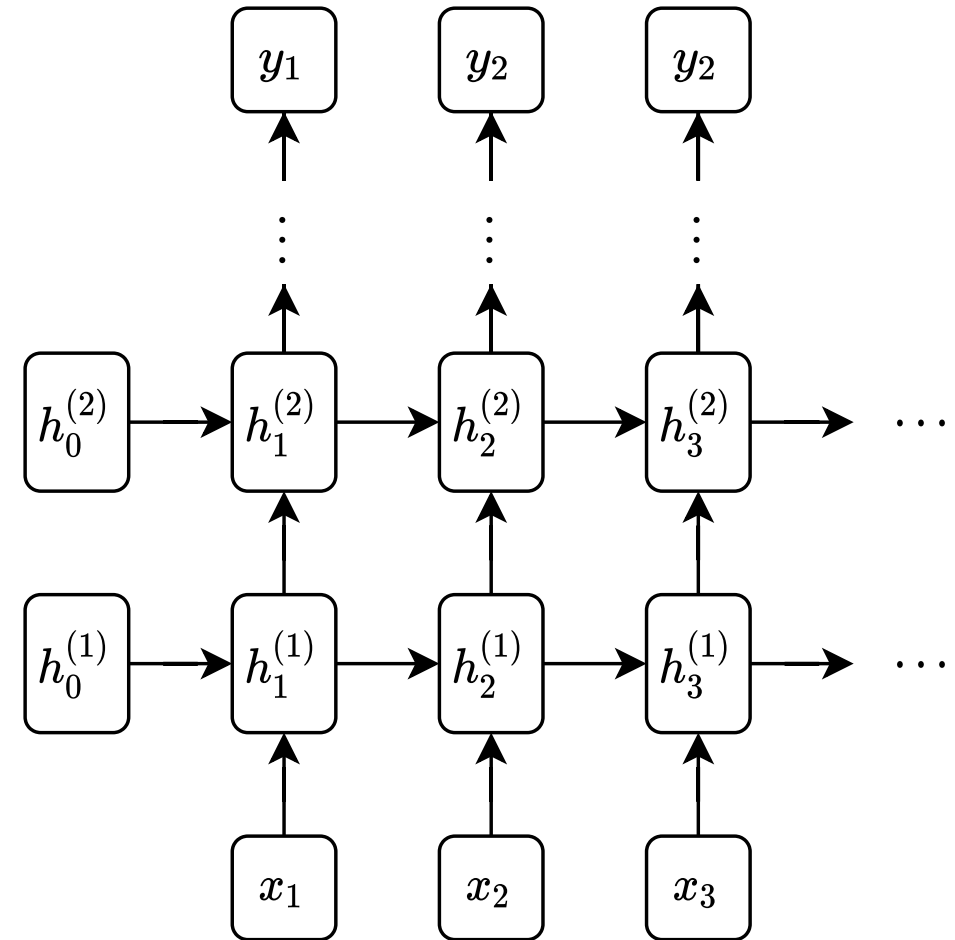 y₁ y₂ y₂
⋮ ⋮ ⋮
h₀⁽²⁾ h₁⁽²⁾ h₂⁽²⁾ h₃⁽²⁾ ⋯
h₀⁽¹⁾ h₁⁽¹⁾ h₂⁽¹⁾ h₃⁽¹⁾ ⋯
x₁ x₂ x₃